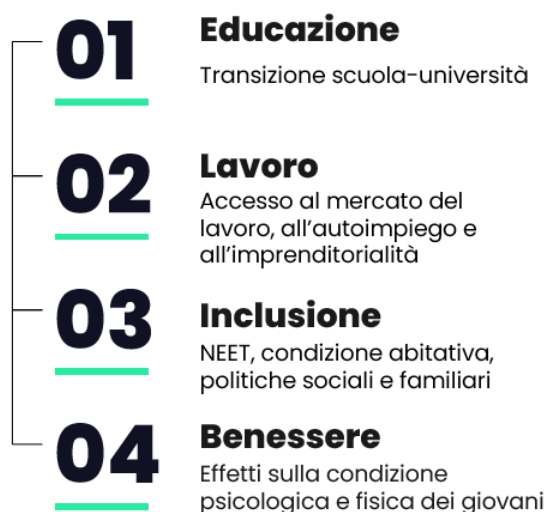 01
Educazione
Transizione scuola-università
02
Lavoro
Accesso al mercato del
lavoro, all’autoimpiego e
all’imprenditorialità
03
Inclusione
NEET, condizione abitativa,
politiche sociali e familiari
04
Benessere
Effetti sulla condizione
psicologica e fisica dei giovani